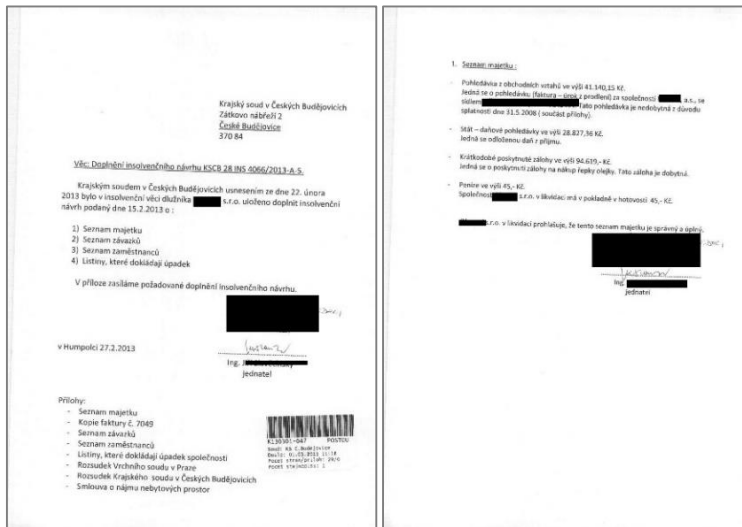 Krajský soud v Českých Budějovicích
Zátkovo nábřeží 2
České Budějovice
370 84
Věc: Doplnění insolvenčního návrhu KSCB 28 INS 4066/2013-A-5.
Krajským soudem v Českých Budějovicích usnesením ze dne 22. února
2013 bylo v insolvenční věci dlužníka s.r.o. uloženo doplnit insolvenční
návrh podaný dne 15.2.2013 o :
1) Seznam majetku
2) Seznam závazků
3) Seznam zaměstnanců
4) Listiny, které dokládají úpadek
V příloze zasíláme požadované doplnění insolvenčního návrhu.
v Humpolci 27.2.2013
Ing.
jednatel
Přílohy:
- Seznam majetku
- Kopie faktury č. 7049
- Seznam závazků
- Seznam zaměstnanců
- Listiny, které dokládají úpadek společnosti
- Rozsudek Vrchního soudu v Praze
- Rozsudek Krajského soudu v Českých Budějovicích
- Smlouva o nájmu nebytových prostor
1. Seznam majetku :
- Pohledávka z obchodních vztahů ve výši 41.140,15 Kč.
Jedná se o pohledávku (faktura – úrok z prodlení) za společností a.s., se
sídlem Tato pohledávka je nedobytná z důvodu
splatnosti dne 31.5.2008 ( součást přílohy).
- Stát – daňové pohledávky ve výši 28.827,36 Kč.
Jedná se odloženou daň z příjmu.
- Krátkodobé poskytnuté zálohy ve výši 94.619,- Kč.
Jedná se o poskytnutí zálohy na nákup řepky olejky. Tato záloha je dobytná.
- Peníze ve výši 45,- Kč.
Společnost s.r.o. v likvidaci má v pokladně v hotovosti 45,- Kč.
s.r.o. v likvidaci prohlašuje, že tento seznam majetku je správný a úplný.
Ing.
jednatel